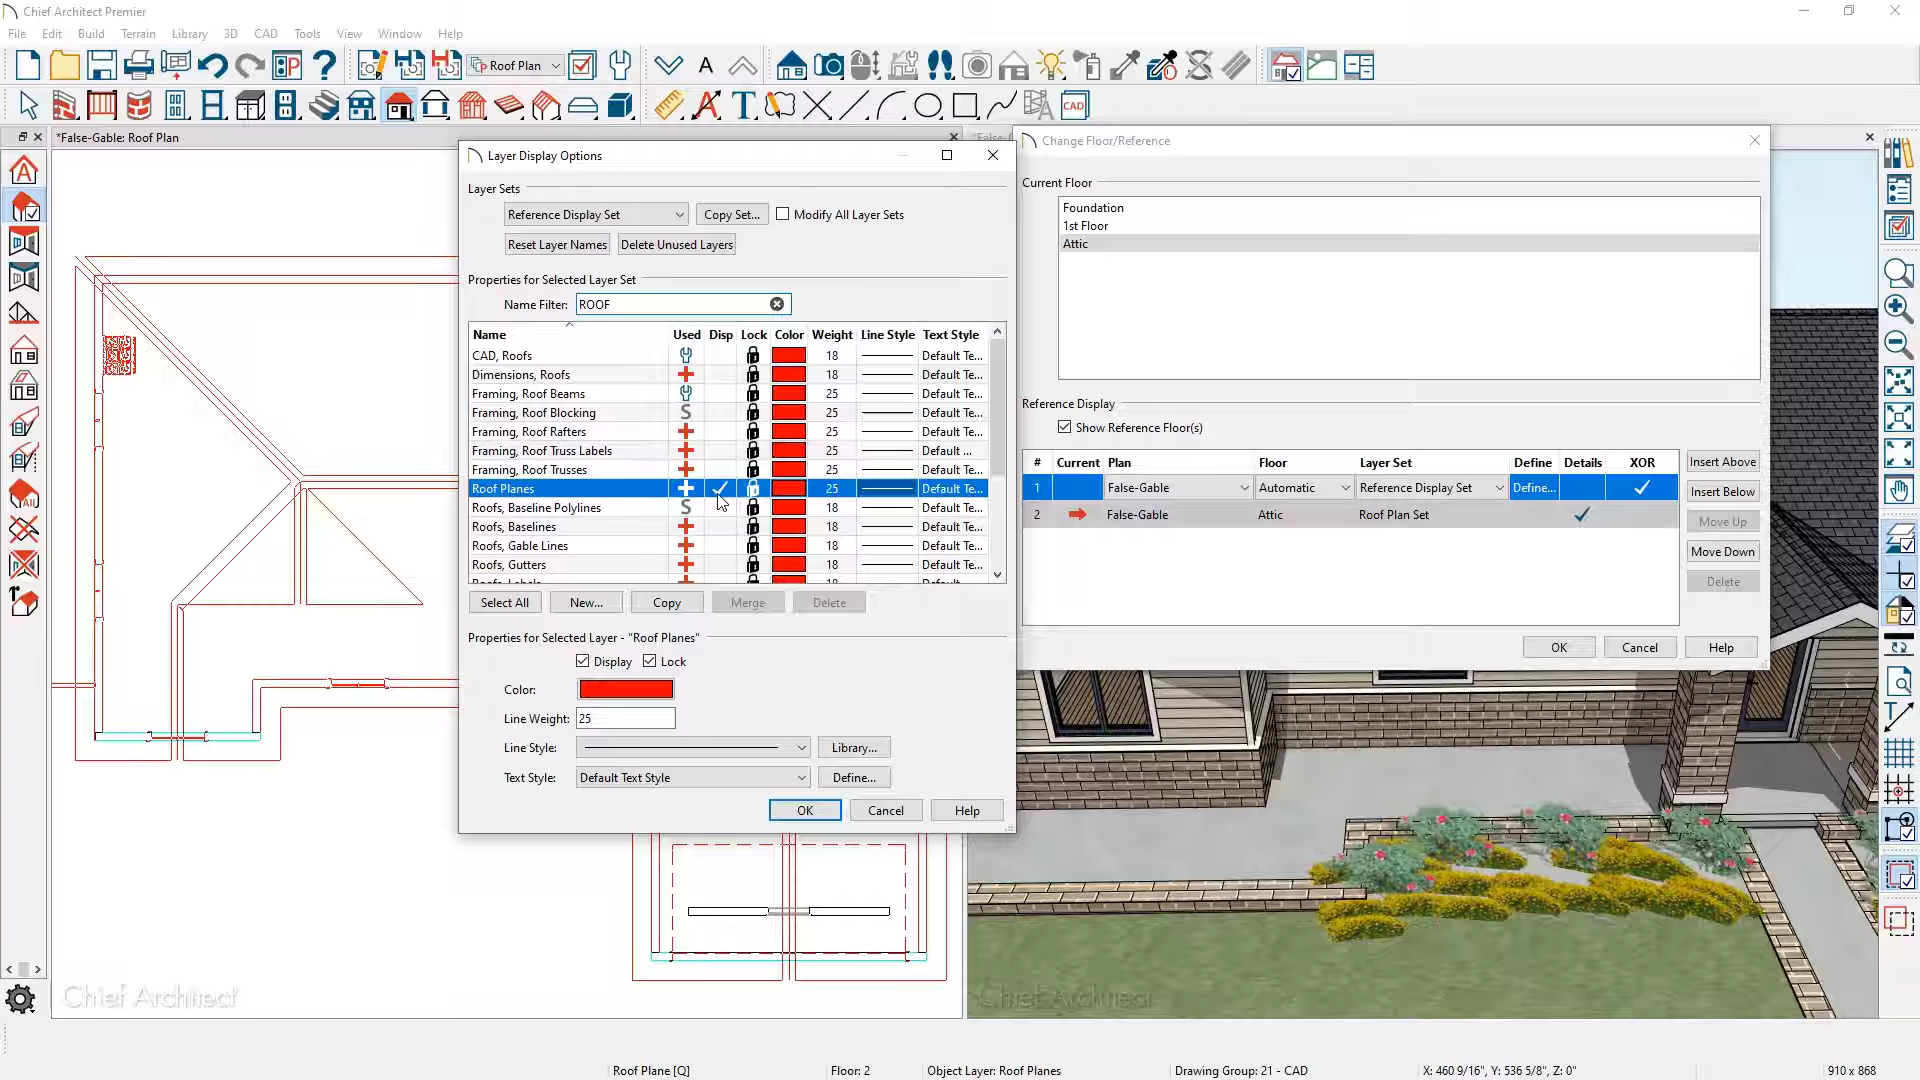 Chief Architect Premier
File Edit Build Terrain Library 3D CAD Tools View Window Help
Roof Plan A
T CAD
*False-Gable: Roof Plan
Layer Display Options
Layer Sets
Reference Display Set Copy Set... Modify All Layer Sets
Reset Layer Names Delete Unused Layers
Properties for Selected Layer Set
Name Filter: ROOF
Name Used Disp Lock Color Weight Line Style Text Style
CAD, Roofs 18 Default Te...
Dimensions, Roofs 18 Default Te...
Framing, Roof Beams 25 Default Te...
Framing, Roof Blocking S 25 Default Te...
Framing, Roof Rafters 25 Default Te...
Framing, Roof Truss Labels 25 Default ...
Framing, Roof Trusses 25 Default Te...
Roof Planes 25 Default Te...
Roofs, Baseline Polylines S 18 Default Te...
Roofs, Baselines 18 Default Te...
Roofs, Gable Lines 18 Default Te...
Roofs, Gutters 18 Default Te...
Roofs, Labels 18 Default
Select All New... Copy Merge Delete
Properties for Selected Layer - "Roof Planes"
Display Lock
Color:
Line Weight: 25
Line Style: Library...
Text Style: Default Text Style Define...
OK Cancel Help
*False-
Change Floor/Reference
Current Floor
Foundation
1st Floor
Attic
Reference Display
Show Reference Floor(s)
# Current Plan Floor Layer Set Define Details XOR
1 False-Gable Automatic Reference Display Set Define...
2 False-Gable Attic Roof Plan Set
Insert Above
Insert Below
Move Up
Move Down
Delete
OK Cancel Help
All
Chief Architect
Chief Architect
Roof Plane [Q] Floor: 2 Object Layer: Roof Planes Drawing Group: 21 - CAD X: 460 9/16", Y: 536 5/8", Z: 0" 910 x 868